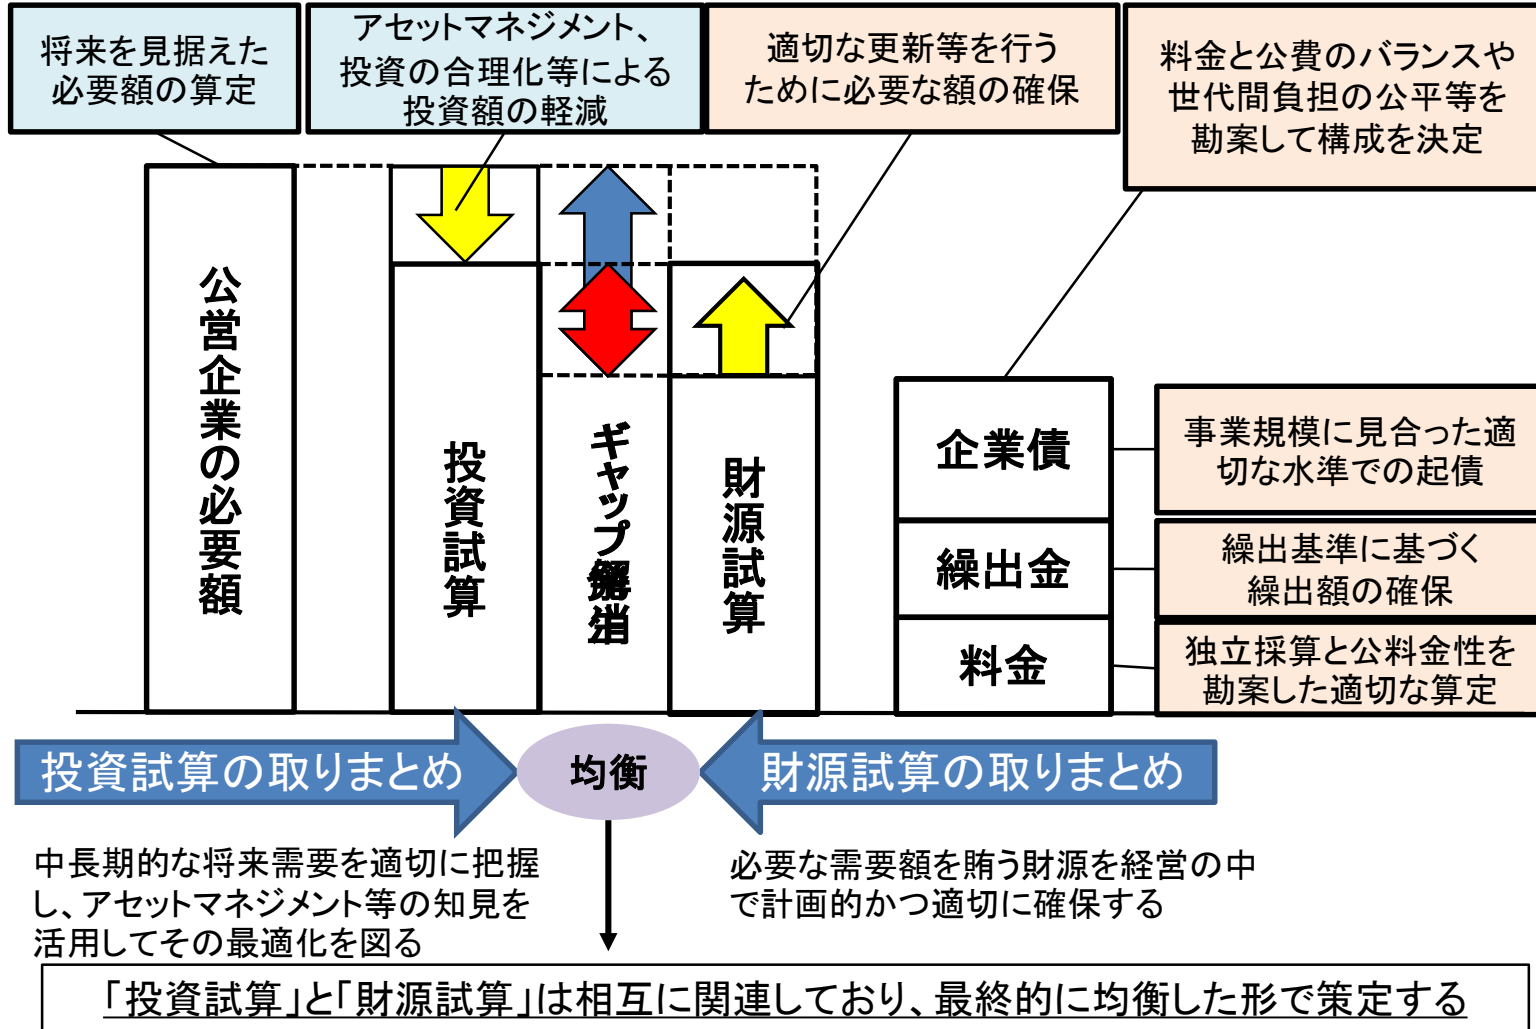 将来を見据えた
必要額の算定
アセットマネジメント、
投資の合理化等による
投資額の軽減
適切な更新等を行う
ために必要な額の確保
料金と公費のバランスや
世代間負担の公平等を
勘案して構成を決定
公営企業の必要額
投資試算
ギャップ
解消
財源試算
企業債
繰出金
料金
事業規模に見合った適
切な水準での起債
繰出基準に基づく
繰出額の確保
独立採算と公料金性を
勘案した適切な算定
投資試算の取りまとめ
均衡
財源試算の取りまとめ
中長期的な将来需要を適切に把握
し、アセットマネジメント等の知見を
活用してその最適化を図る
必要な需要額を賄う財源を経営の中
で計画的かつ適切に確保する
「投資試算」と「財源試算」は相互に関連しており、最終的に均衡した形で策定する